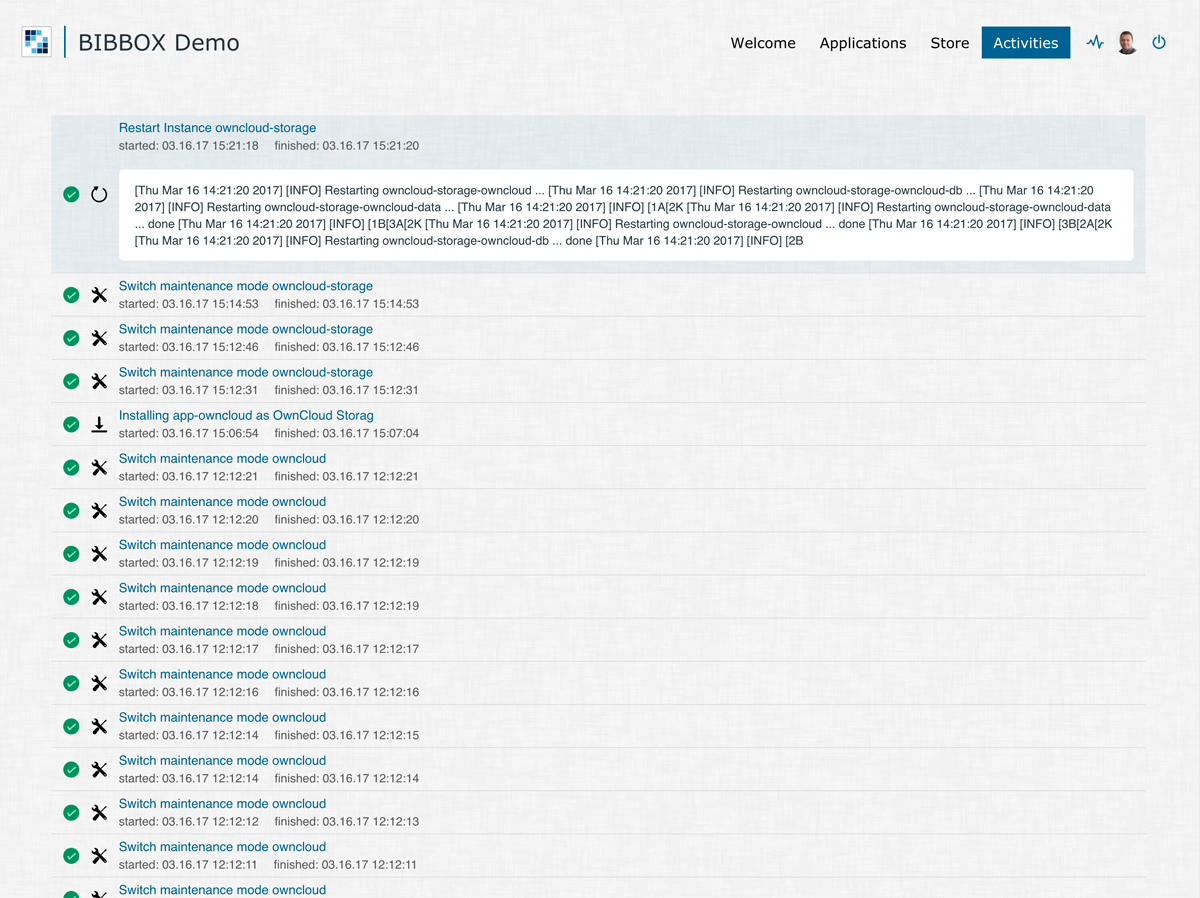 BIBBOX Demo
Welcome Applications Store Activities
Restart Instance owncloud-storage
started: 03.16.17 15:21:18 finished: 03.16.17 15:21:20
[Thu Mar 16 14:21:20 2017] [INFO] Restarting owncloud-storage-owncloud ... [Thu Mar 16 14:21:20 2017] [INFO] Restarting owncloud-storage-owncloud-db ... [Thu Mar 16 14:21:20
2017] [INFO] Restarting owncloud-storage-owncloud-data ... [Thu Mar 16 14:21:20 2017] [INFO] [1A[2K [Thu Mar 16 14:21:20 2017] [INFO] Restarting owncloud-storage-owncloud-data
... done [Thu Mar 16 14:21:20 2017] [INFO] [1B[3A[2K [Thu Mar 16 14:21:20 2017] [INFO] Restarting owncloud-storage-owncloud ... done [Thu Mar 16 14:21:20 2017] [INFO] [3B[2A[2K
[Thu Mar 16 14:21:20 2017] [INFO] Restarting owncloud-storage-owncloud-db ... done [Thu Mar 16 14:21:20 2017] [INFO] [2B
Switch maintenance mode owncloud-storage
started: 03.16.17 15:14:53 finished: 03.16.17 15:14:53
Switch maintenance mode owncloud-storage
started: 03.16.17 15:12:46 finished: 03.16.17 15:12:46
Switch maintenance mode owncloud-storage
started: 03.16.17 15:12:31 finished: 03.16.17 15:12:31
Installing app-owncloud as OwnCloud Storag
started: 03.16.17 15:06:54 finished: 03.16.17 15:07:04
Switch maintenance mode owncloud
started: 03.16.17 12:12:21 finished: 03.16.17 12:12:21
Switch maintenance mode owncloud
started: 03.16.17 12:12:20 finished: 03.16.17 12:12:20
Switch maintenance mode owncloud
started: 03.16.17 12:12:19 finished: 03.16.17 12:12:19
Switch maintenance mode owncloud
started: 03.16.17 12:12:18 finished: 03.16.17 12:12:19
Switch maintenance mode owncloud
started: 03.16.17 12:12:17 finished: 03.16.17 12:12:17
Switch maintenance mode owncloud
started: 03.16.17 12:12:16 finished: 03.16.17 12:12:16
Switch maintenance mode owncloud
started: 03.16.17 12:12:14 finished: 03.16.17 12:12:15
Switch maintenance mode owncloud
started: 03.16.17 12:12:14 finished: 03.16.17 12:12:14
Switch maintenance mode owncloud
started: 03.16.17 12:12:12 finished: 03.16.17 12:12:13
Switch maintenance mode owncloud
started: 03.16.17 12:12:11 finished: 03.16.17 12:12:11
Switch maintenance mode owncloud